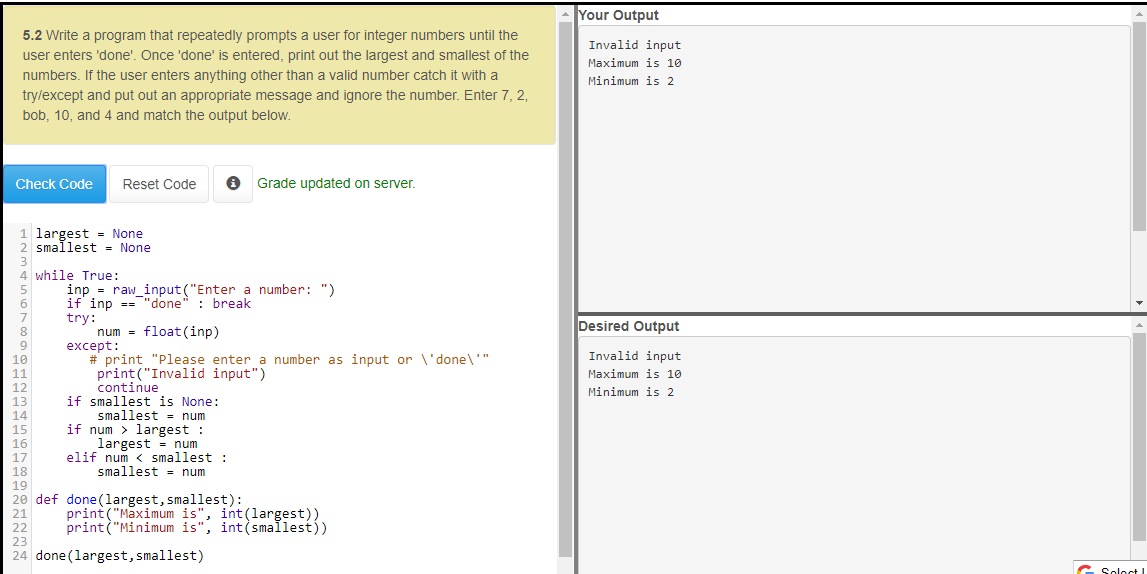 5.2 Write a program that repeatedly prompts a user for integer numbers until the
user enters 'done'. Once 'done' is entered, print out the largest and smallest of the
numbers. If the user enters anything other than a valid number catch it with a
try/except and put out an appropriate message and ignore the number. Enter 7, 2,
bob, 10, and 4 and match the output below.
Check Code Reset Code Grade updated on server.
1 largest = None
2 smallest = None
3
4 while True:
5     inp = raw_input("Enter a number: ")
6     if inp == "done" : break
7     try:
8         num = float(inp)
9     except:
10        # print "Please enter a number as input or \'done\'"
11         print("Invalid input")
12         continue
13     if smallest is None:
14         smallest = num
15     if num > largest :
16         largest = num
17     elif num < smallest :
18         smallest = num
19
20 def done(largest,smallest):
21     print("Maximum is", int(largest))
22     print("Minimum is", int(smallest))
23
24 done(largest,smallest)
Your Output
Invalid input
Maximum is 10
Minimum is 2
Desired Output
Invalid input
Maximum is 10
Minimum is 2
Select